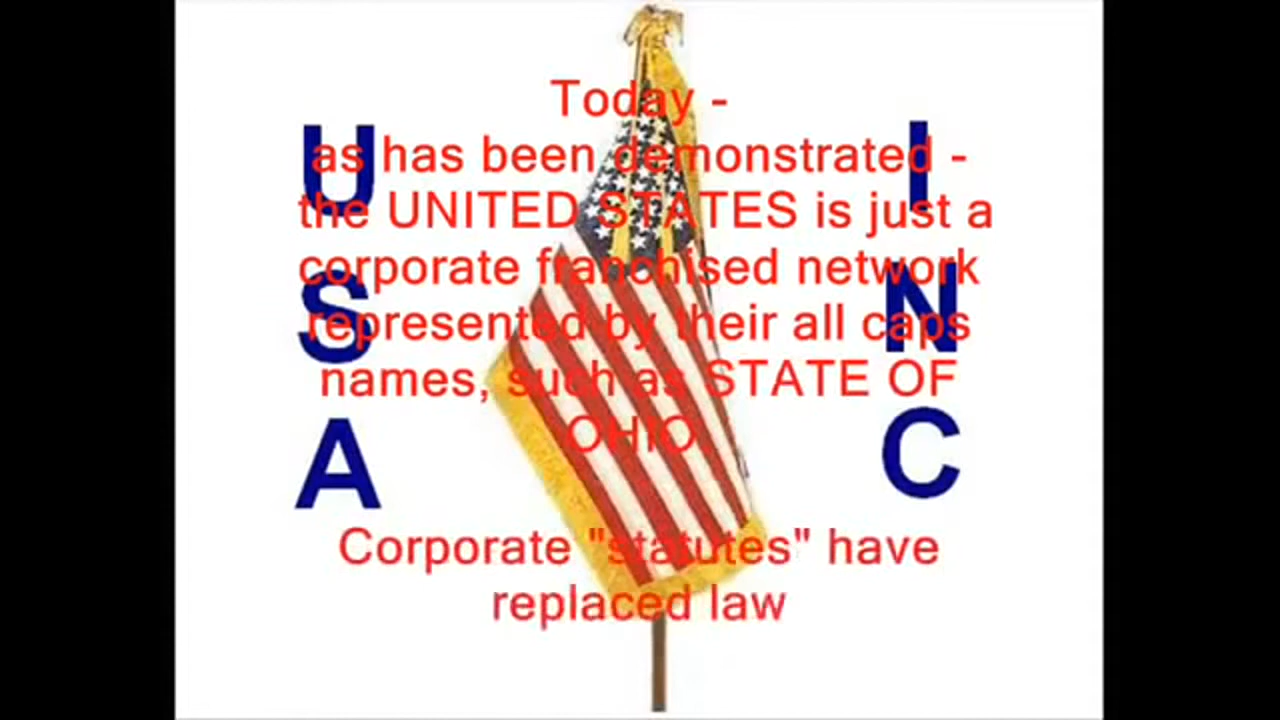 Today -
as has been demonstrated -
the UNITED STATES is just a
corporate franchised network
represented by their all caps
names, such as STATE OF
OHIO
Corporate "statutes" have
replaced law
U
S
A
I
N
C